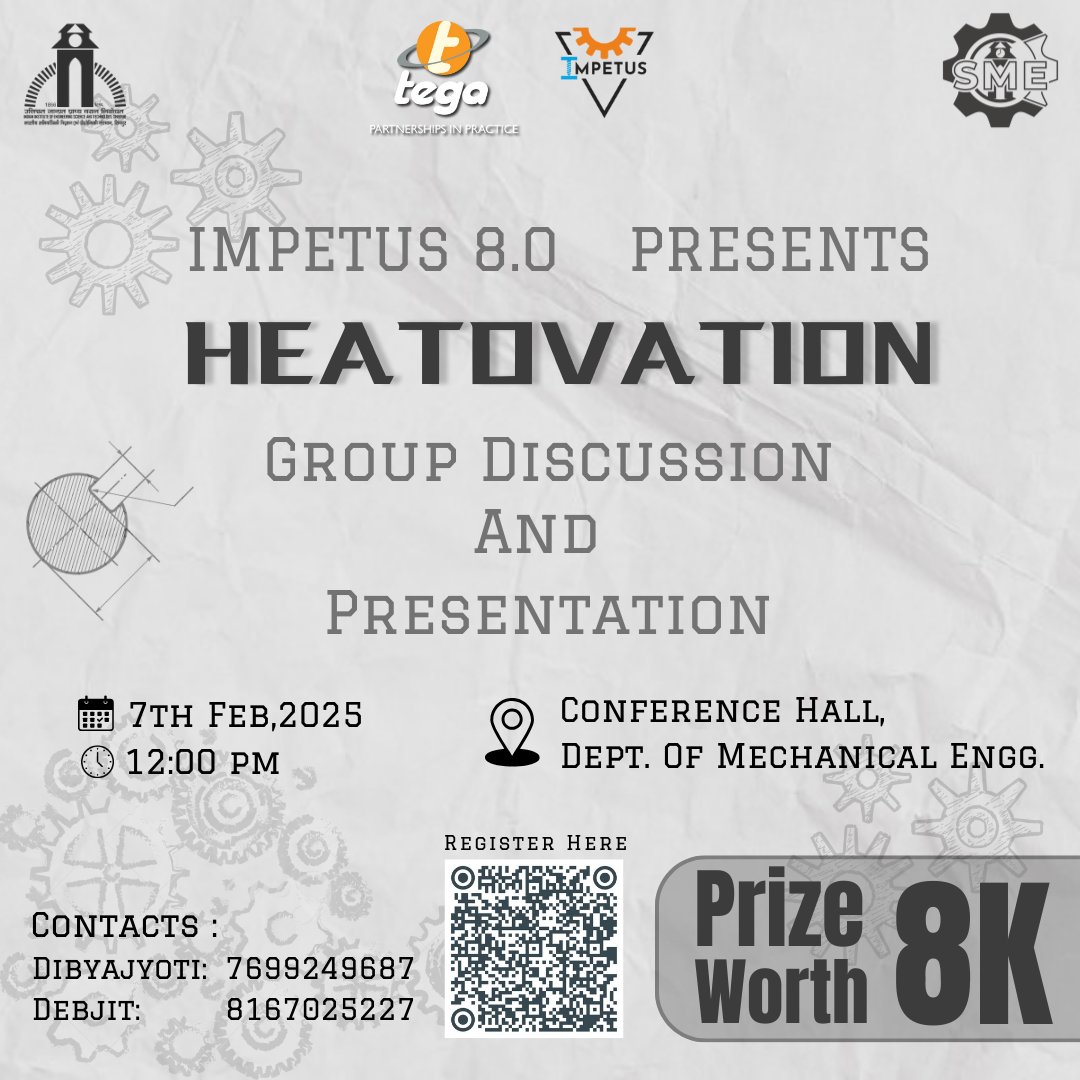 tega
PARTNERSHIPS IN PRACTICE
IMPETUS
SME
IMPETUS 8.0 PRESENTS
HEATOVATION
GROUP DISCUSSION
AND
PRESENTATION
7TH FEB,2025
12:00 PM
CONFERENCE HALL,
DEPT. OF MECHANICAL ENGG.
REGISTER HERE
CONTACTS :
DIBYAJYOTI: 7699249687
DEBJIT: 8167025227
Prize
Worth
8K